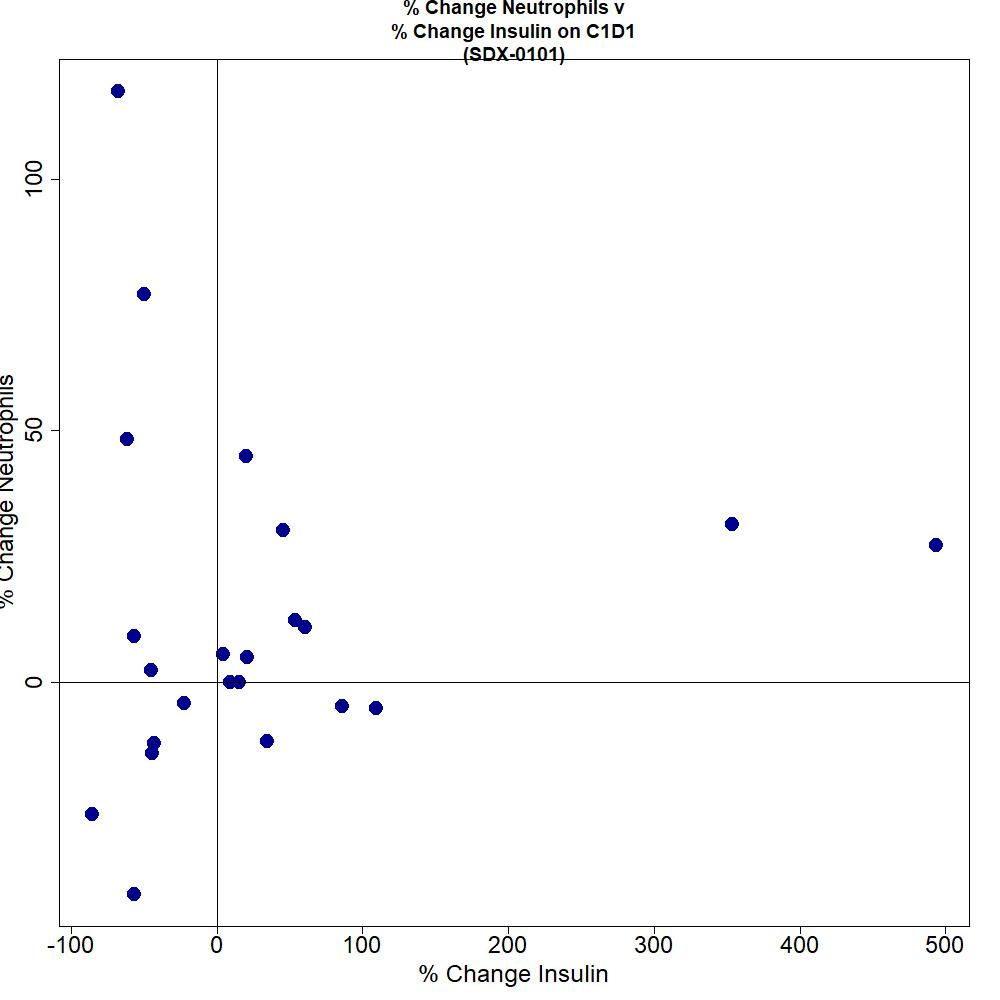 % Change Neutrophils v
% Change Insulin on C1D1
(SDX-0101)
% Change Neutrophils
100
50
0
-100 0 100 200 300 400 500
% Change Insulin